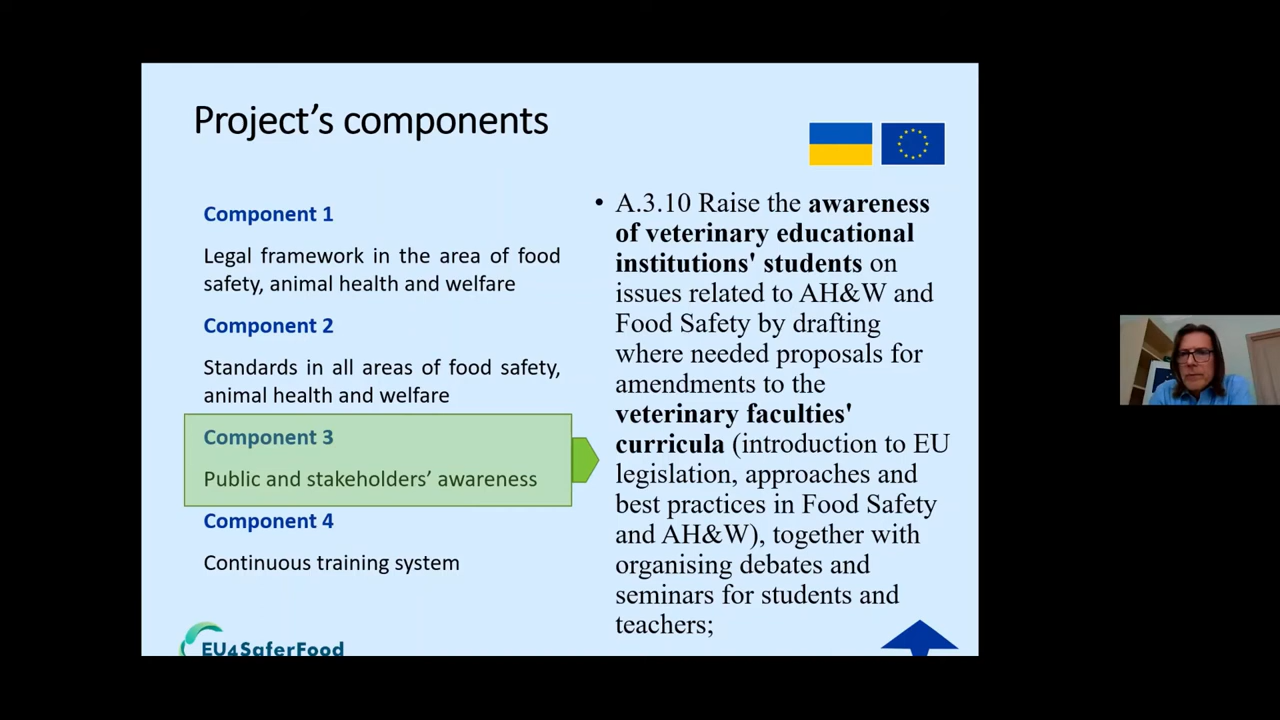 Project's components
Component 1
Legal framework in the area of food
safety, animal health and welfare
Component 2
Standards in all areas of food safety,
animal health and welfare
Component 3
Public and stakeholders’ awareness
Component 4
Continuous training system
EU4SaferFood
• A.3.10 Raise the awareness
of veterinary educational
institutions' students on
issues related to AH&W and
Food Safety by drafting
where needed proposals for
amendments to the
veterinary faculties'
curricula (introduction to EU
legislation, approaches and
best practices in Food Safety
and AH&W), together with
organising debates and
seminars for students and
teachers;